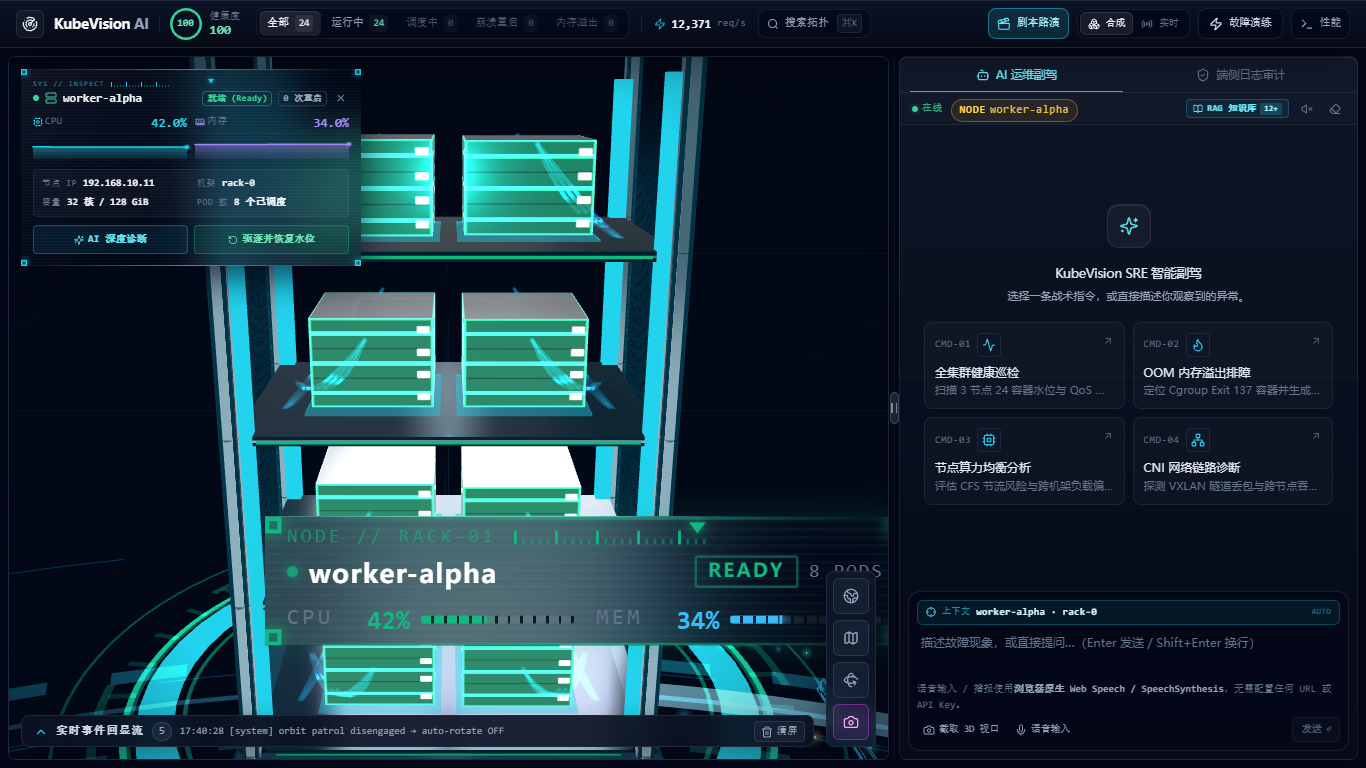 KubeVision AI
100
健康度
100
全部 24
运行中 24
调度中 0
崩溃重启 0
内存溢出 0
12,371 req/s
搜索拓扑 ⌘K
剧本路演
合成
实时
故障演练
性能
SYS // INSPECT
worker-alpha
就绪 (Ready)
0 次重启
CPU 42.0%
内存 34.0%
节点 IP 192.168.10.11
机架 rack-0
容量 32 核 / 128 GiB
POD 数 8 个已调度
AI 深度诊断
驱逐并恢复水位
NODE // RACK-01
worker-alpha
READY
8 PODS
CPU 42%
MEM 34%
实时事件回显流 5
17:40:28 [system] orbit patrol disengaged → auto-rotate OFF
清屏
AI 运维副驾
端侧日志审计
在线
NODE worker-alpha
RAG 知识库 12+
KubeVision SRE 智能副驾
选择一条战术指令，或直接描述你观察到的异常。
CMD-01
全集群健康巡检
扫描 3 节点 24 容器水位与 QoS ...
CMD-02
OOM 内存溢出排障
定位 Cgroup Exit 137 容器并生成...
CMD-03
节点算力均衡分析
评估 CFS 节流风险与跨机架负载偏...
CMD-04
CNI 网络链路诊断
探测 VXLAN 隧道丢包与跨节点吞...
上下文 worker-alpha · rack-0
AUTO
描述故障现象，或直接提问...（Enter 发送 / Shift+Enter 换行）
语音输入 / 播报使用浏览器原生 Web Speech / SpeechSynthesis，无需配置任何 URL 或
API Key。
截取 3D 视口
语音输入
发送